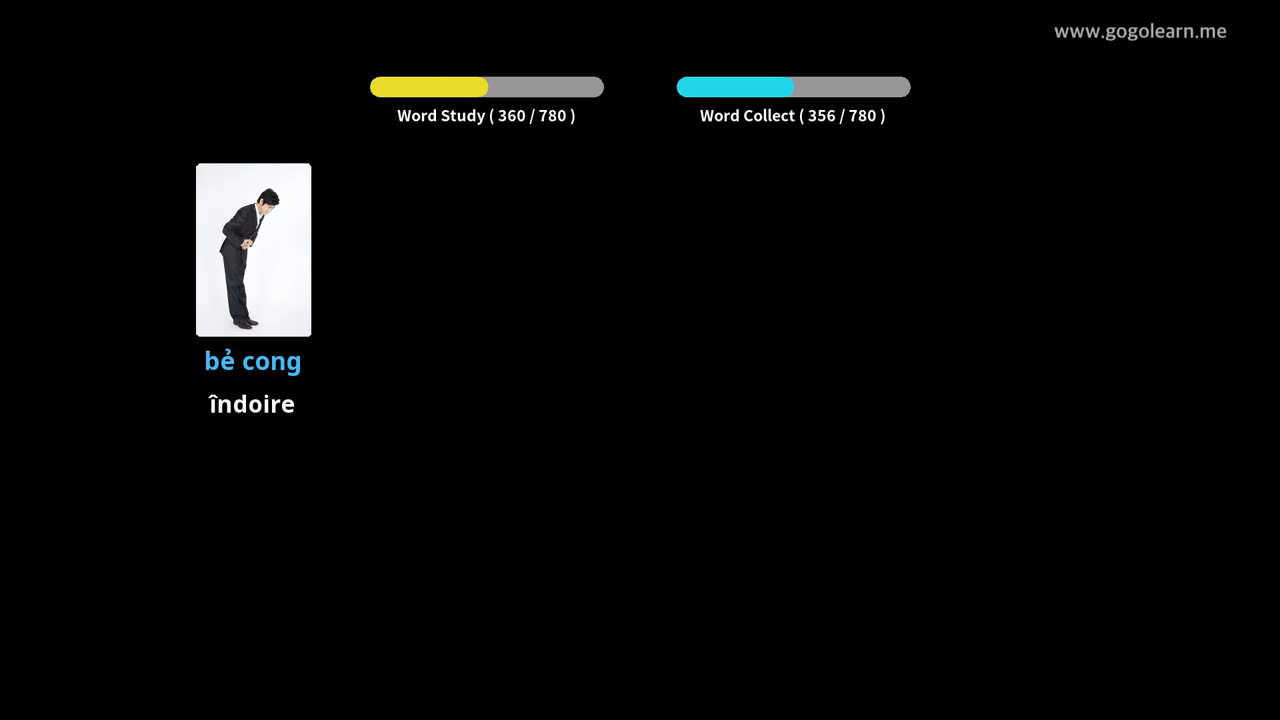 www.gogolearn.me
Word Study ( 360 / 780 )
Word Collect ( 356 / 780 )
bẻ cong
îndoire